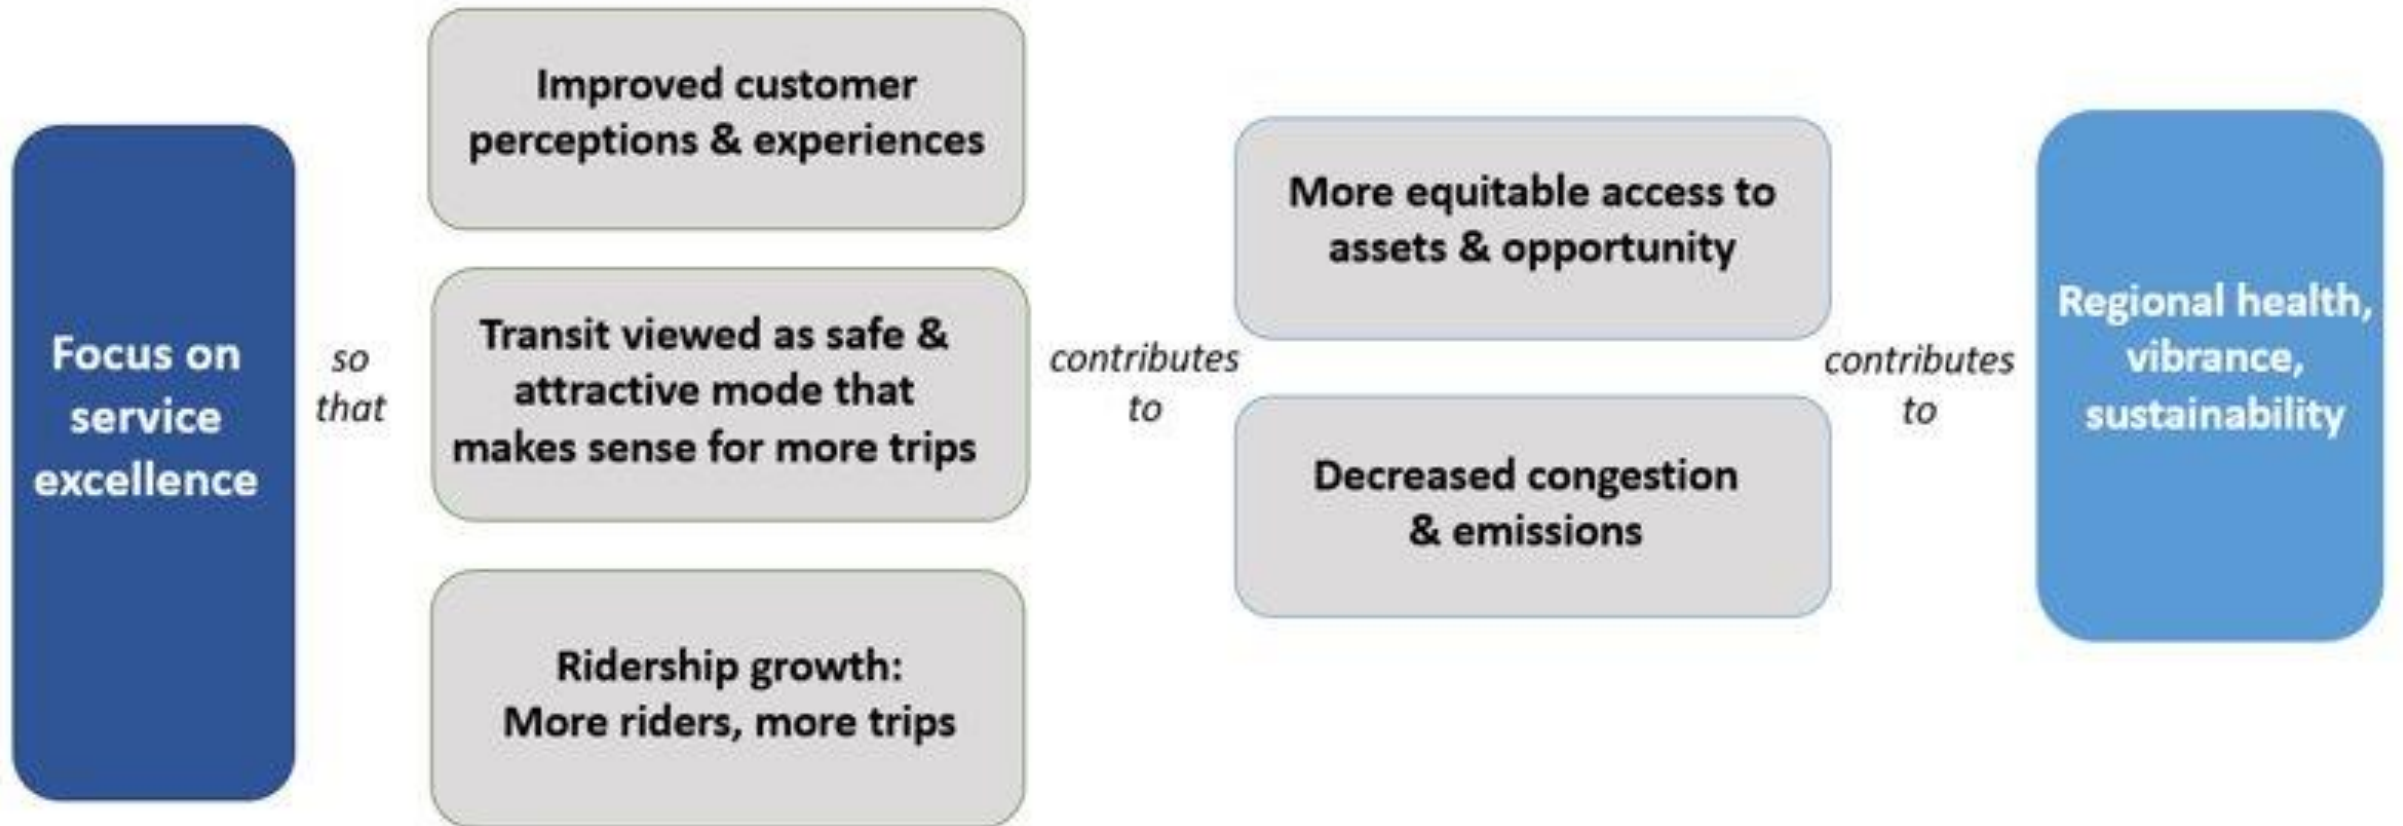 Focus on
service
excellence
so
that
Improved customer
perceptions & experiences
Transit viewed as safe &
attractive mode that
makes sense for more trips
Ridership growth:
More riders, more trips
contributes
to
More equitable access to
assets & opportunity
Decreased congestion
& emissions
contributes
to
Regional health,
vibrance,
sustainability